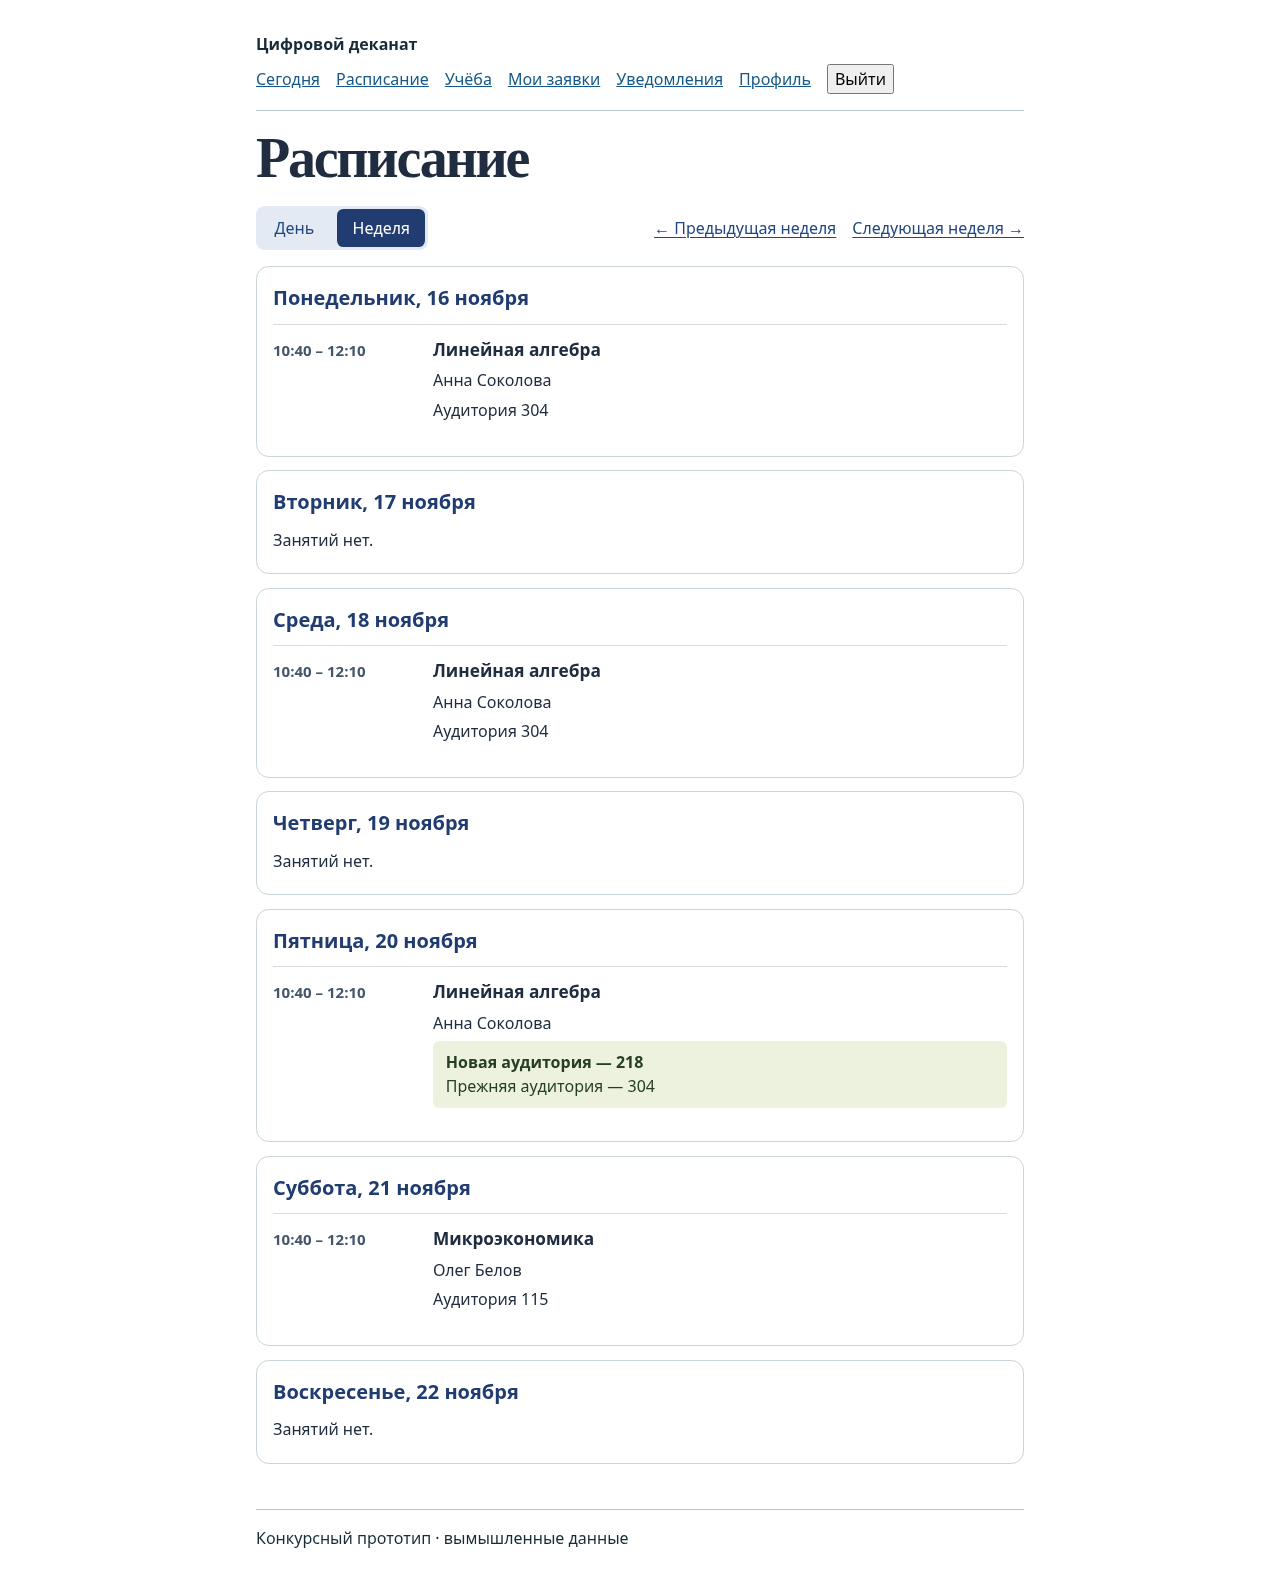 Цифровой деканат
Сегодня Расписание Учёба Мои заявки Уведомления Профиль Выйти
Расписание
День Неделя ← Предыдущая неделя Следующая неделя →
Понедельник, 16 ноября
10:40 – 12:10 Линейная алгебра
Анна Соколова
Аудитория 304
Вторник, 17 ноября
Занятий нет.
Среда, 18 ноября
10:40 – 12:10 Линейная алгебра
Анна Соколова
Аудитория 304
Четверг, 19 ноября
Занятий нет.
Пятница, 20 ноября
10:40 – 12:10 Линейная алгебра
Анна Соколова
Новая аудитория — 218
Прежняя аудитория — 304
Суббота, 21 ноября
10:40 – 12:10 Микроэкономика
Олег Белов
Аудитория 115
Воскресенье, 22 ноября
Занятий нет.
Конкурсный прототип · вымышленные данные